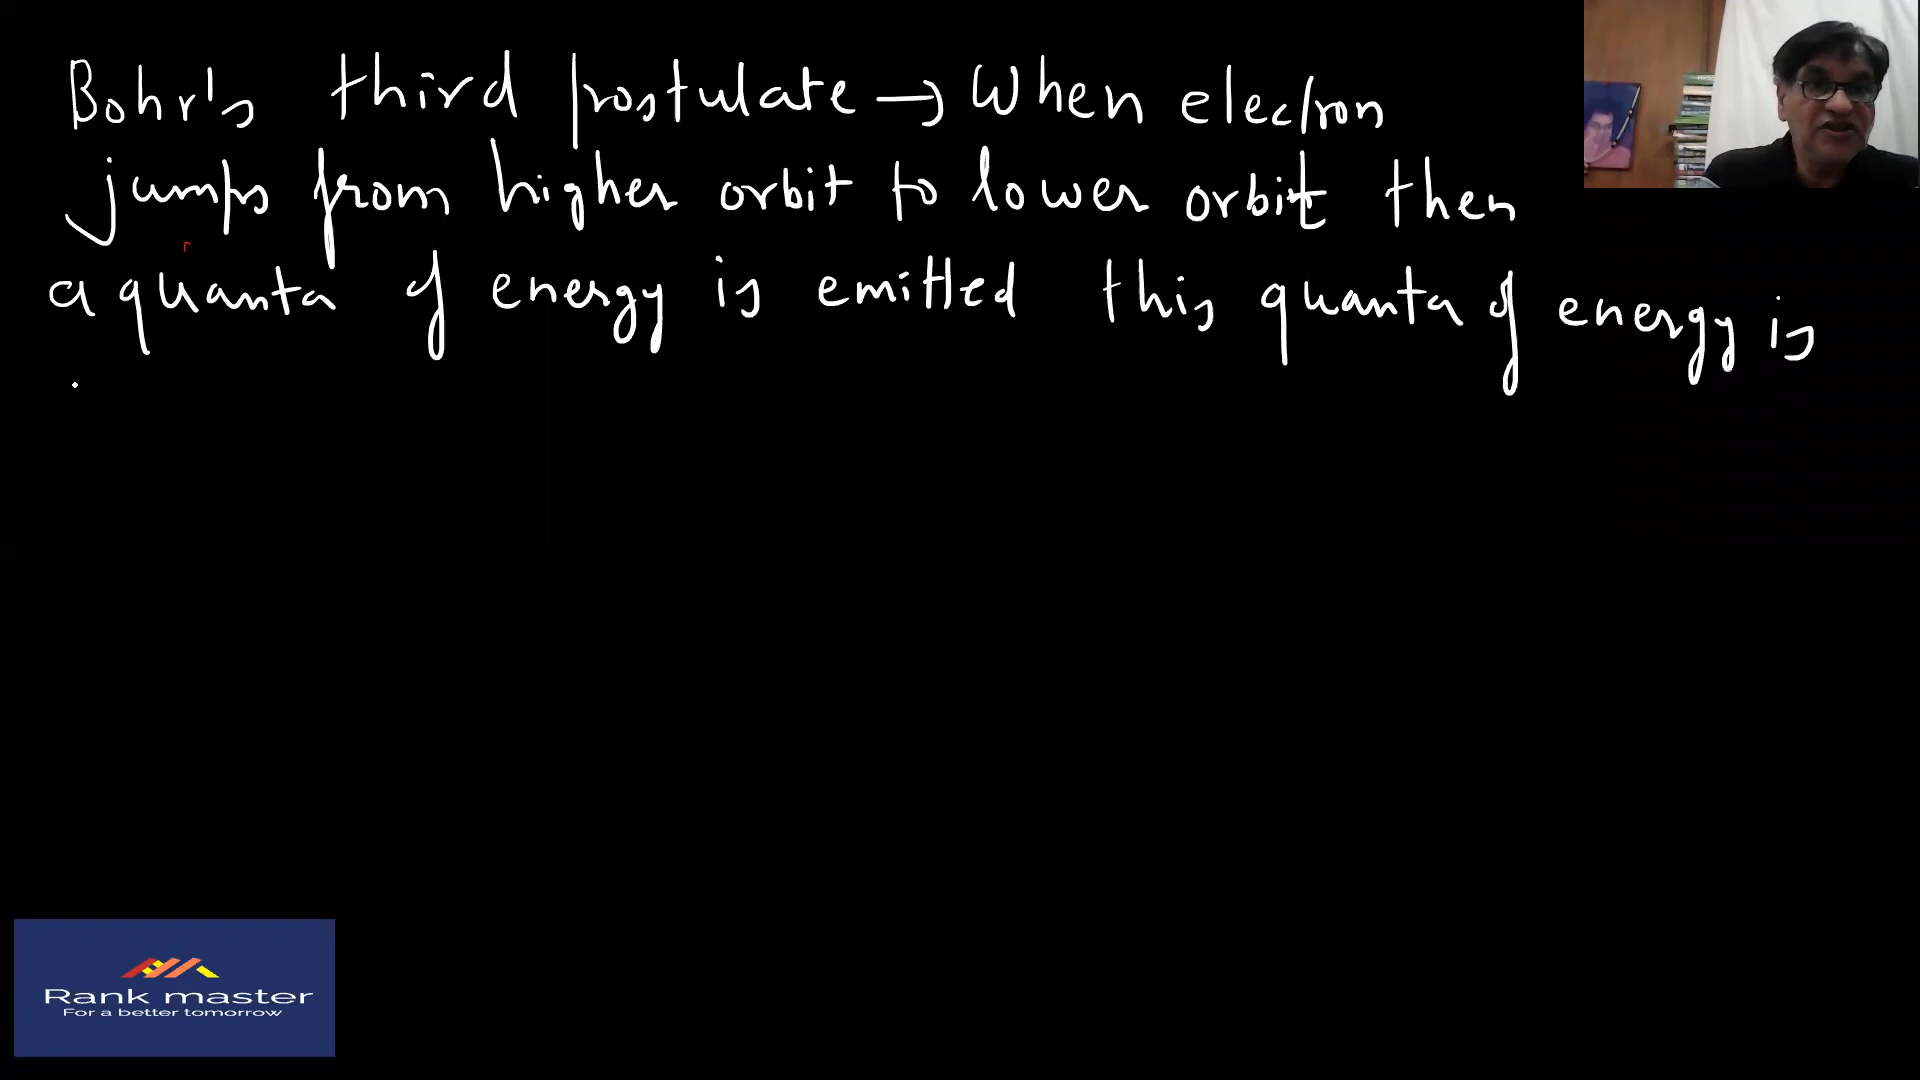 Bohr's third postulate → When electron
jumps from higher orbit to lower orbit then
a quanta of energy is emitted this quanta of energy is
Rank master
For a better tomorrow